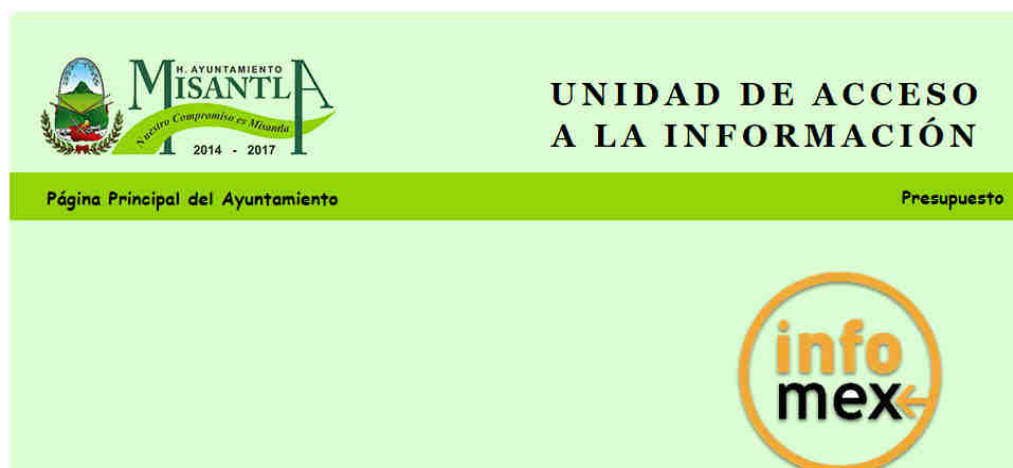 H. AYUNTAMIENTO
MISANTLA
Nuestro Compromiso es Misantla
2014 - 2017
UNIDAD DE ACCESO
A LA INFORMACIÓN
Página Principal del Ayuntamiento
Presupuesto
info
mex